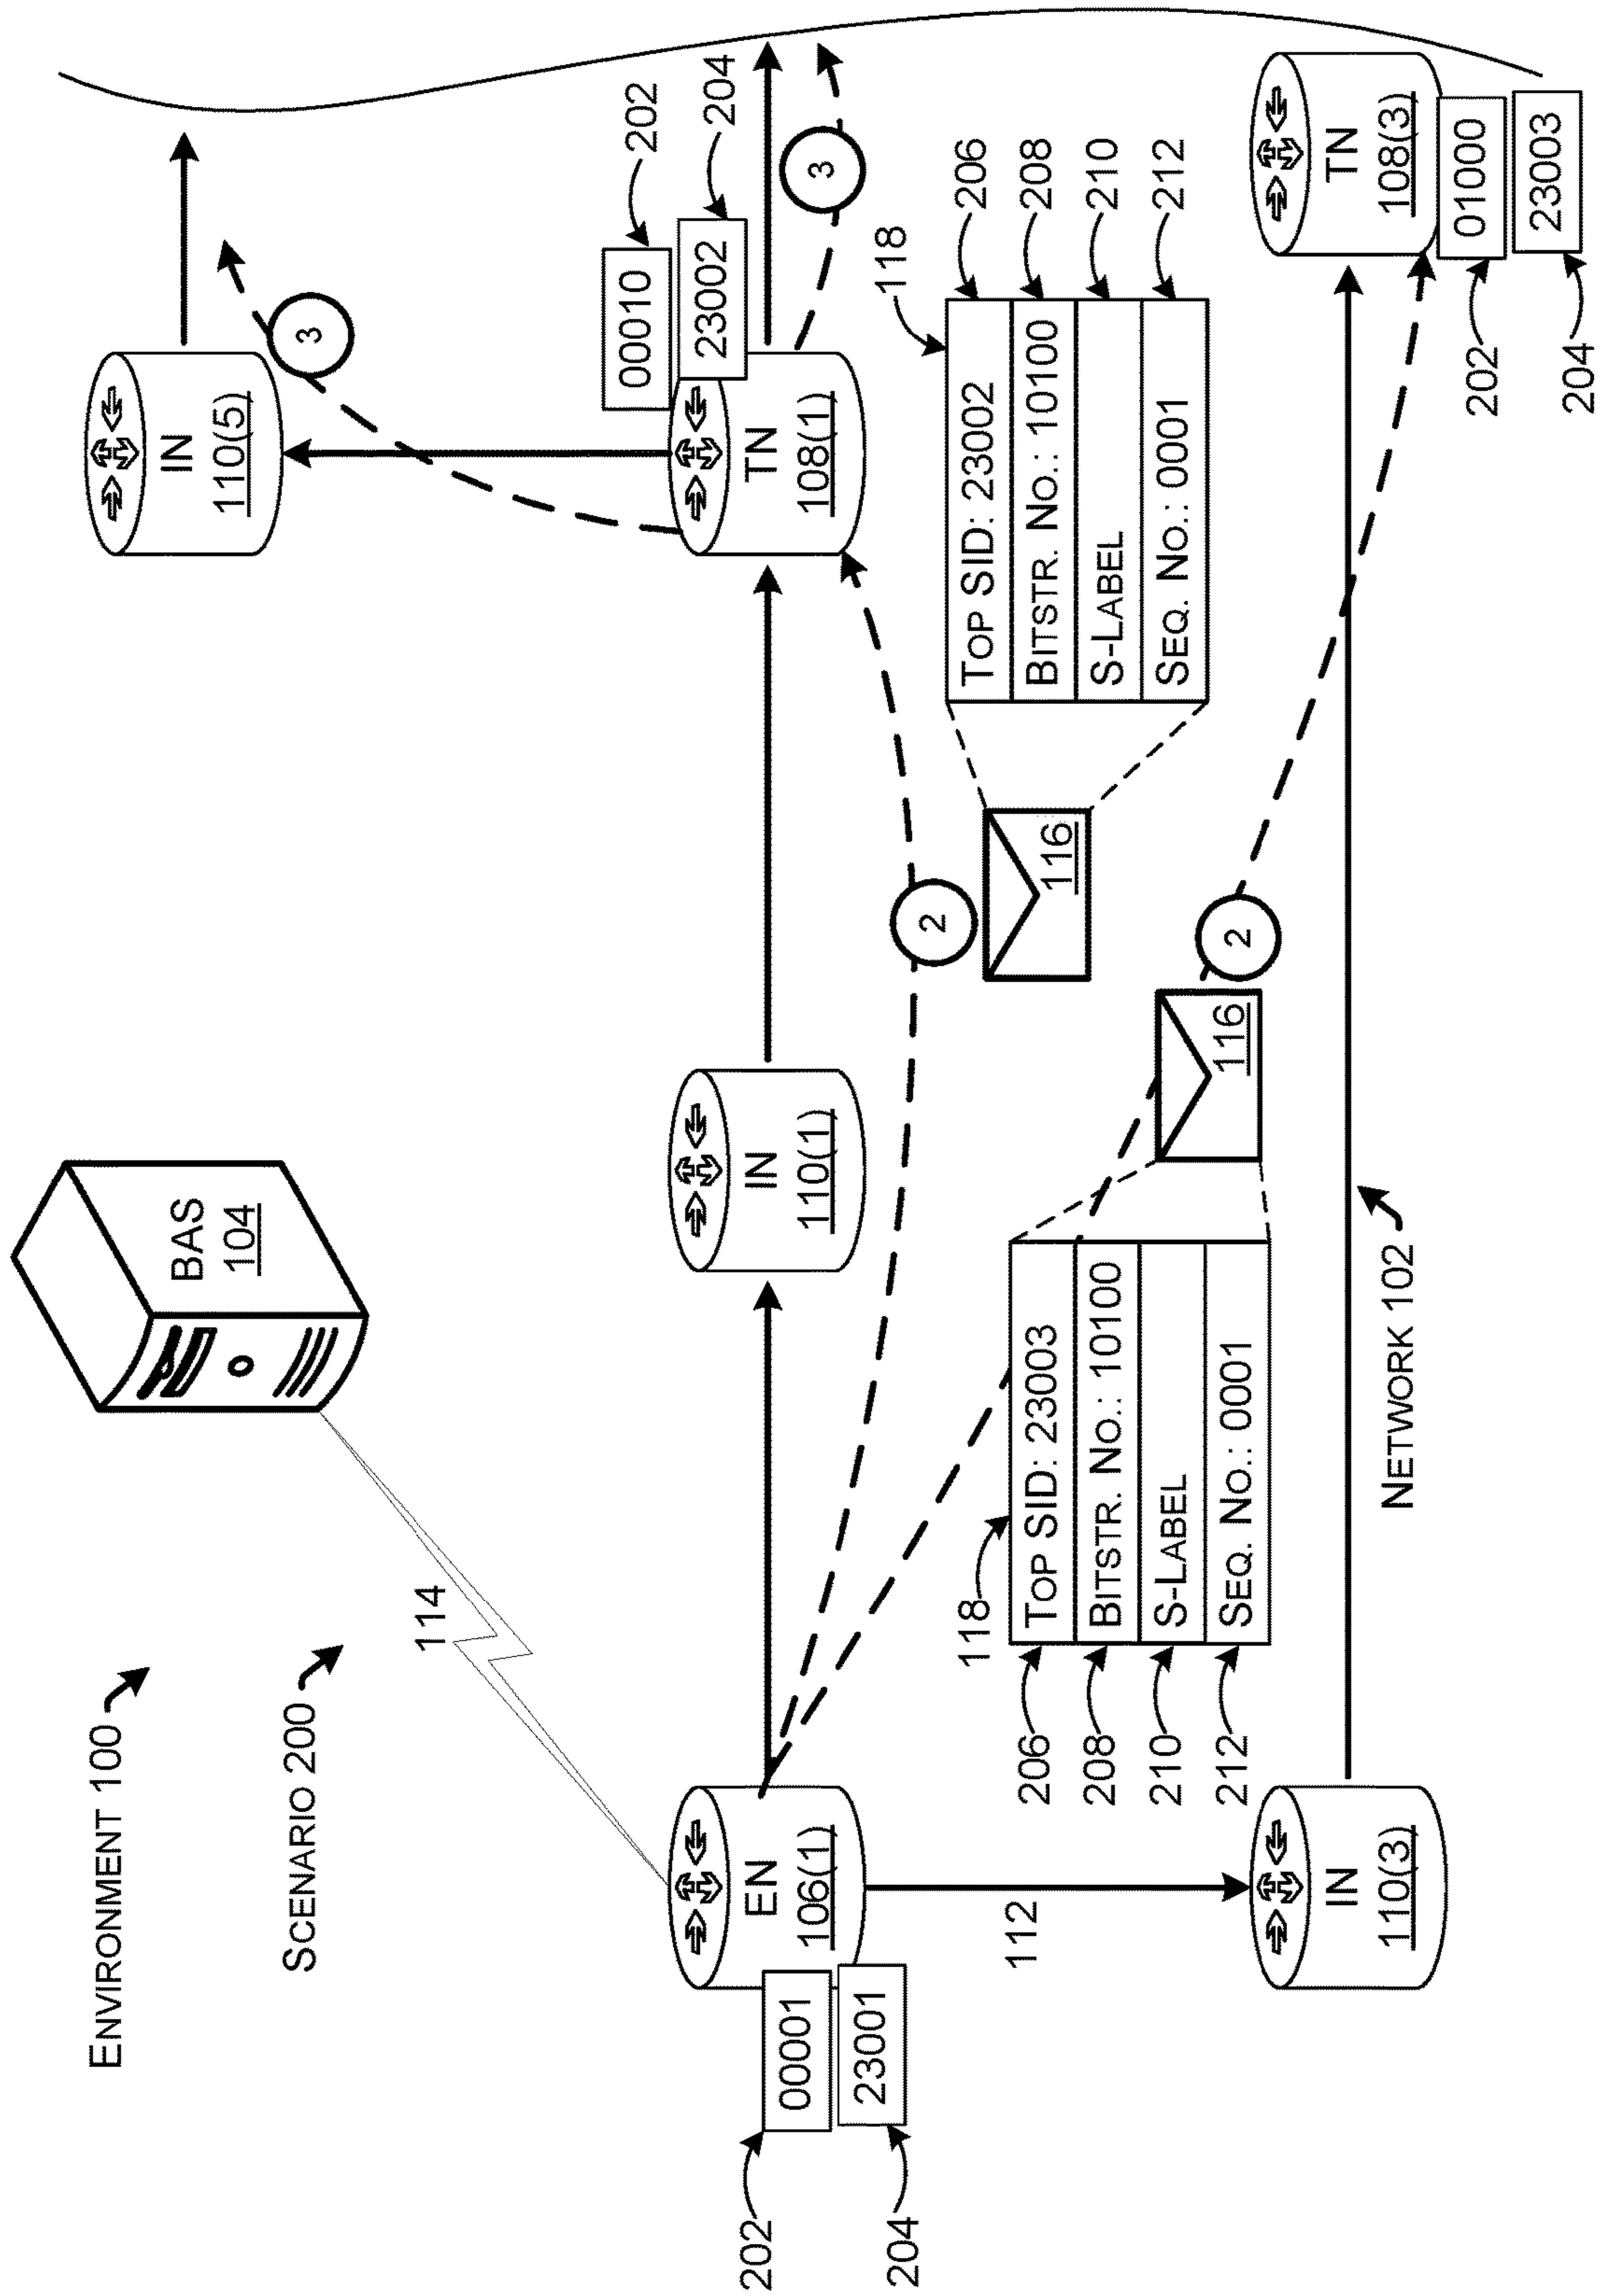 ENVIRONMENT 100
SCENARIO 200
BAS
104
114
IN
110(5)
3
00010
202
23002
204
EN
106(1)
00001
202
23001
204
IN
110(1)
TN
108(1)
3
112
2
116
118
TOP SID: 23002
BITSTR. NO.: 10100
S-LABEL
SEQ. NO.: 0001
206
208
210
212
118
TOP SID: 23003
BITSTR. NO.: 10100
S-LABEL
SEQ. NO.: 0001
206
208
210
212
116
2
IN
110(3)
NETWORK 102
TN
108(3)
01000
202
23003
204